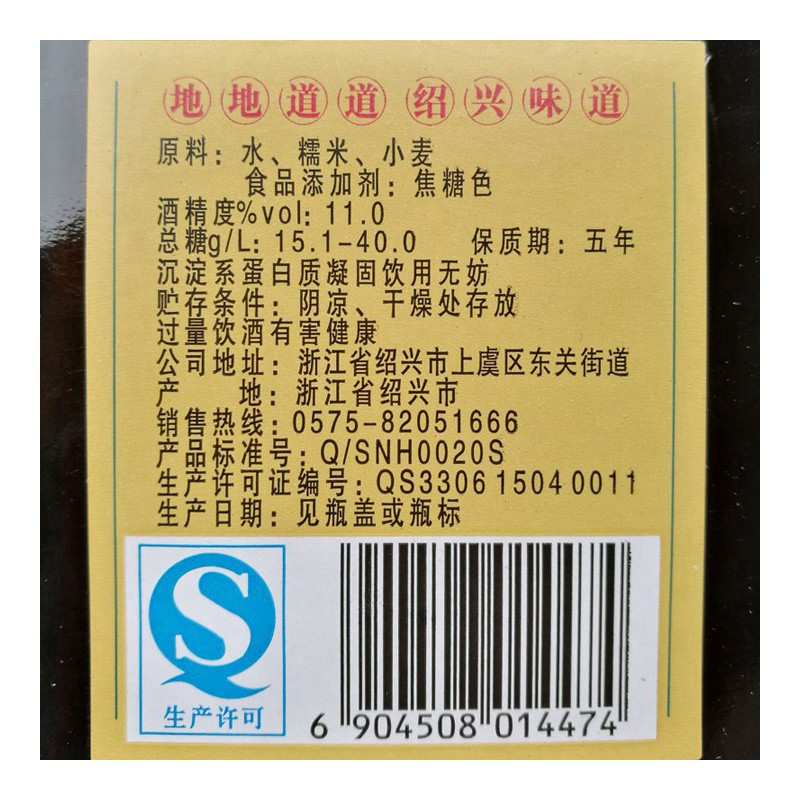 地地道道 绍兴味道
原料：水、糯米、小麦
食品添加剂：焦糖色
酒精度%vol：11.0
总糖g/L：15.1-40.0 保质期：五年
沉淀系蛋白质凝固饮用无妨
贮存条件：阴凉、干燥处存放
过量饮酒有害健康
公司地址：浙江省绍兴市上虞区东关街道
产 地：浙江省绍兴市
销售热线：0575-82051666
产品标准号：Q/SNH0020S
生产许可证编号：QS3306 1504 0011
生产日期：见瓶盖或瓶标
S
生产许可
6 904508 014474